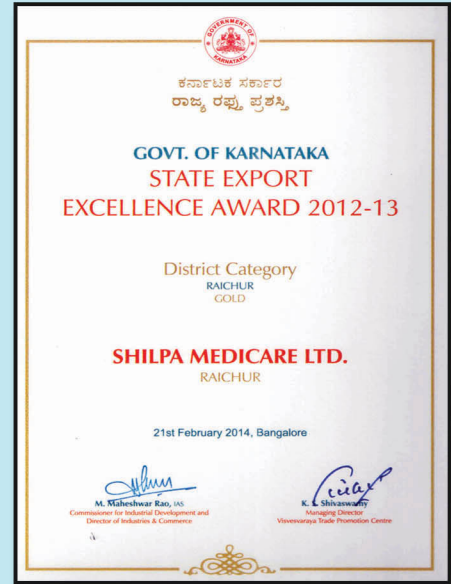 GOVERNMENT OF
KARNATAKA
ಕರ್ನಾಟಕ ಸರ್ಕಾರ
ರಾಜ್ಯ ರಫ್ತು ಪ್ರಶಸ್ತಿ
GOVT. OF KARNATAKA
STATE EXPORT
EXCELLENCE AWARD 2012-13
District Category
RAICHUR
GOLD
SHILPA MEDICARE LTD.
RAICHUR
21st February 2014, Bangalore
M. Maheshwar Rao, IAS
Commissioner for Industrial Development and
Director of Industries & Commerce
K. L. Shivaswamy
Managing Director
Visvesvaraya Trade Promotion Centre